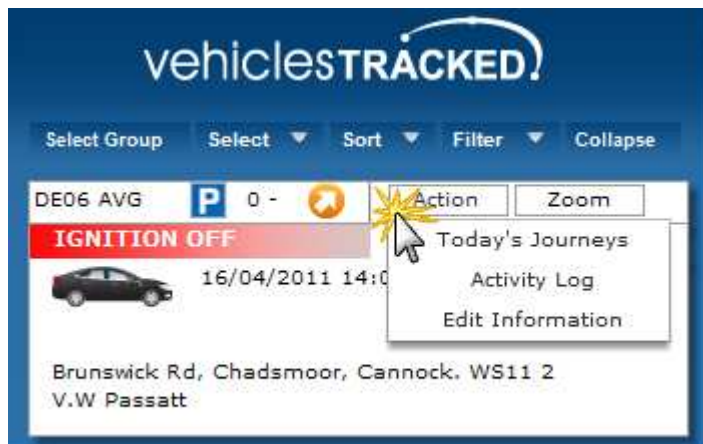 vehiclesTRACKED
Select Group Select Sort Filter Collapse
DE06 AVG P 0 - Action Zoom
IGNITION OFF
Today's Journeys
16/04/2011 14:0
Activity Log
Edit Information
Brunswick Rd, Chadsmoor, Cannock. WS11 2
V.W Passatt